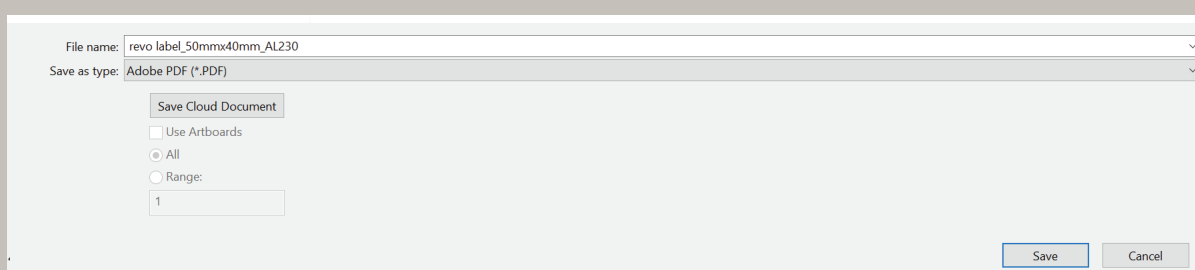 File name: revo label_50mmx40mm_AL230
Save as type: Adobe PDF (*.PDF)
Save Cloud Document
Use Artboards
All
Range:
1
Save Cancel